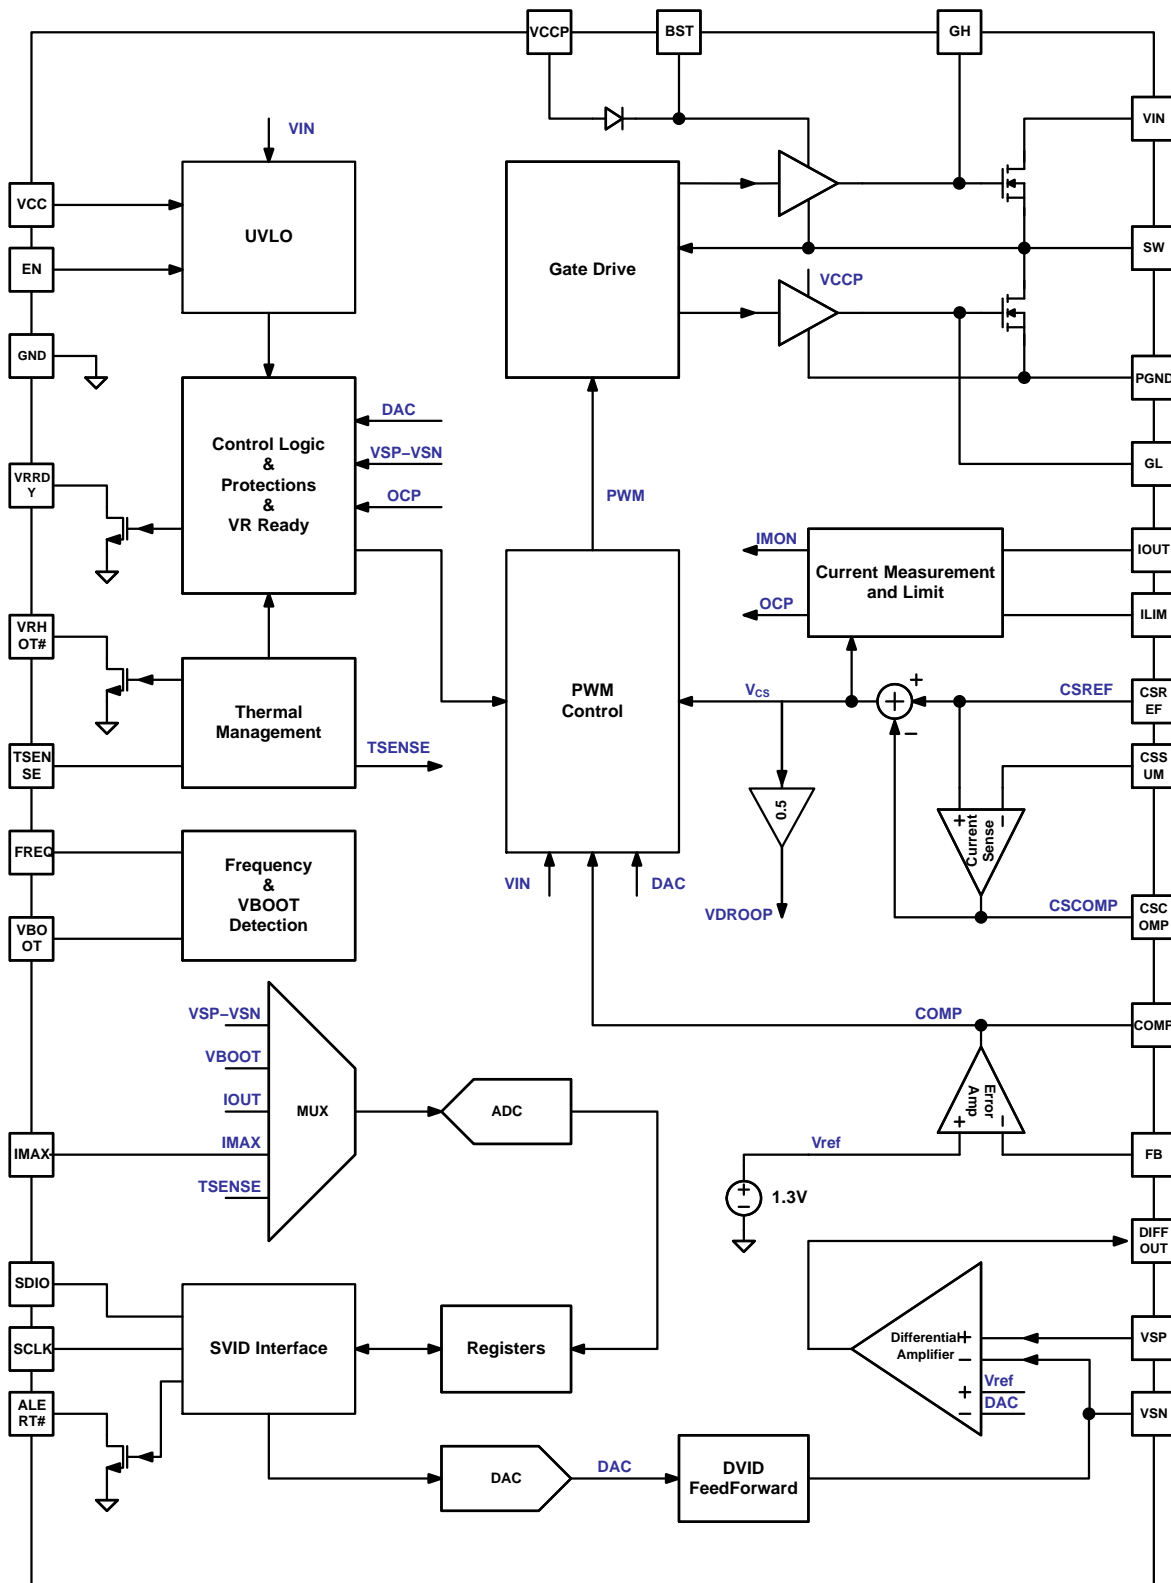 VCCP
BST
GH
VIN
VIN
VCC
UVLO
EN
Gate Drive
SW
VCCP
GND
PGND
DAC
Control Logic
&
Protections
&
VR Ready
VSP–VSN
OCP
VRRD
Y
GL
PWM
IMON
OCP
Current Measurement
and Limit
IOUT
ILIM
VRH
OT#
Thermal
Management
TSENSE
TSEN
SE
PWM
Control
VCS
+
–
CSREF
CSR
EF
CSS
UM
0.5
+
–
Current
Sense
FREQ
VBO
OT
Frequency
&
VBOOT
Detection
VIN
DAC
VDROOP
CSCOMP
CSC
OMP
VSP–VSN
VBOOT
IOUT
IMAX
TSENSE
MUX
ADC
IMAX
COMP
COMP
Error
Amp
+
–
Vref
FB
+
–
1.3V
DIFF
OUT
SDIO
SCLK
ALE
RT#
SVID Interface
Registers
Differential
Amplifier
+
–
+
–
Vref
DAC
VSP
VSN
DAC
DAC
DVID
FeedForward